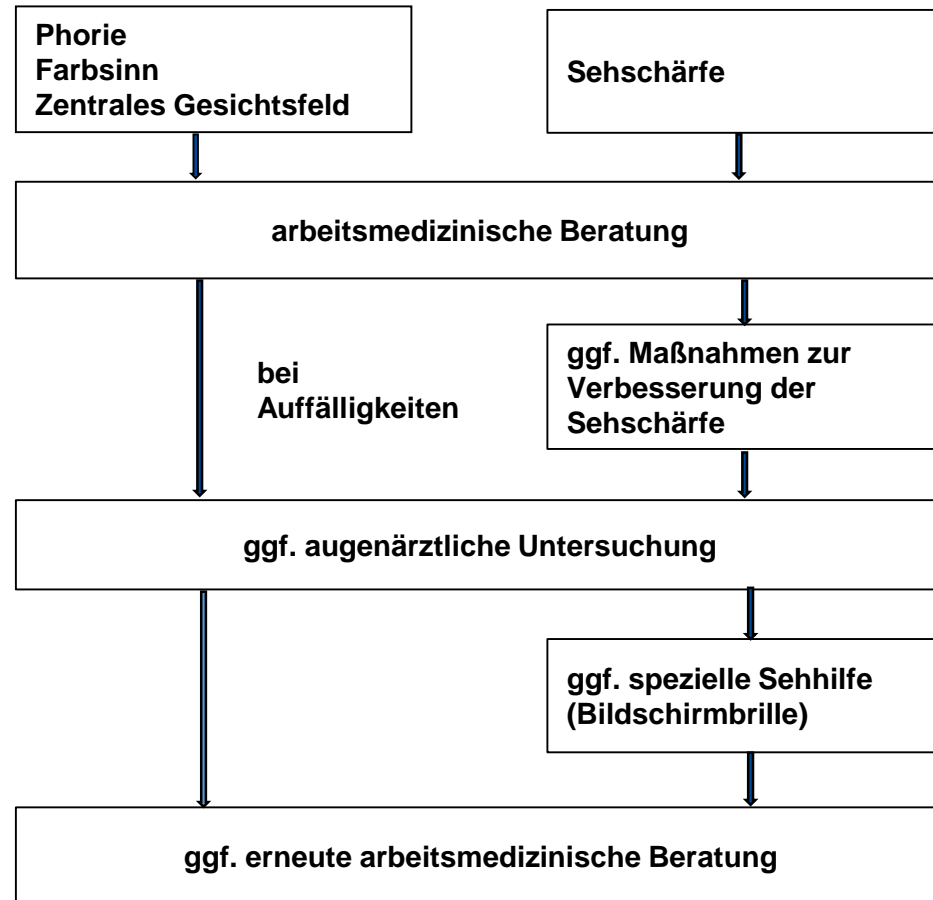 Phorie
Farbsinn
Zentrales Gesichtsfeld
Sehschärfe
arbeitsmedizinische Beratung
bei
Auffälligkeiten
ggf. Maßnahmen zur
Verbesserung der
Sehschärfe
ggf. augenärztliche Untersuchung
ggf. spezielle Sehhilfe
(Bildschirmbrille)
ggf. erneute arbeitsmedizinische Beratung